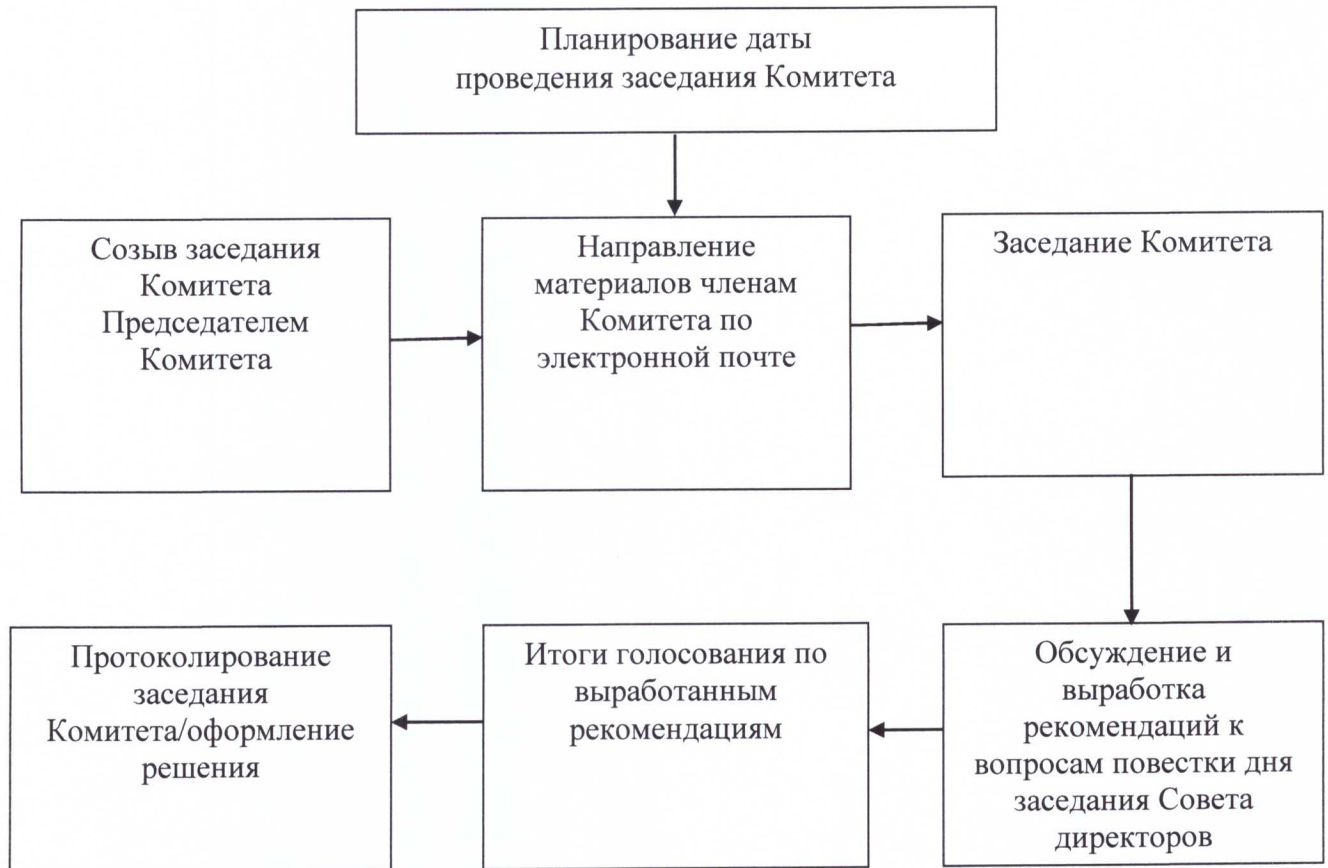 Планирование даты
проведения заседания Комитета
Созыв заседания
Комитета
Председателем
Комитета
Направление
материалов членам
Комитета по
электронной почте
Заседание Комитета
Обсуждение и
выработка
рекомендаций к
вопросам повестки дня
заседания Совета
директоров
Итоги голосования по
выработанным
рекомендациям
Протоколирование
заседания
Комитета/оформление
решения